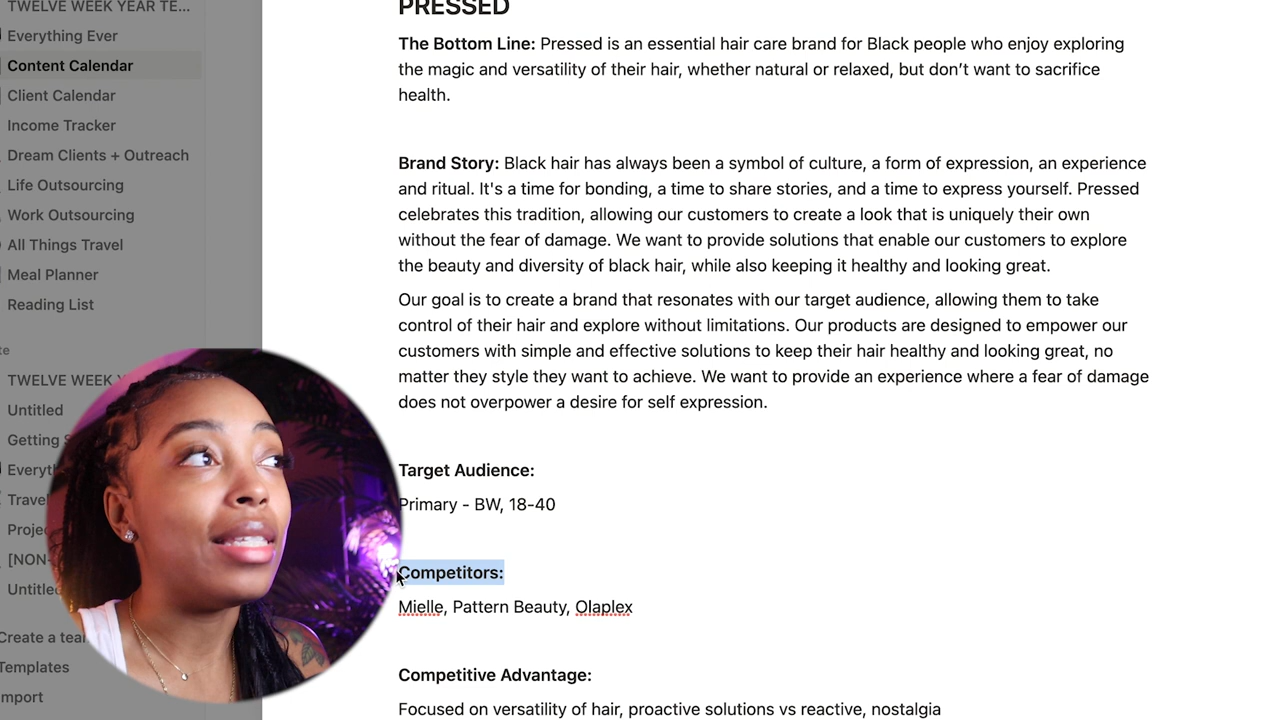 TWELVE WEEK YEAR TE...
Everything Ever
Content Calendar
Client Calendar
Income Tracker
Dream Clients + Outreach
Life Outsourcing
Work Outsourcing
All Things Travel
Meal Planner
Reading List
te
TWELVE WEEK Y
Untitled
Getting S
Everyt
Trave
Projec
[NON-
Untitle
Create a tea
Templates
mport
PRESSED
The Bottom Line: Pressed is an essential hair care brand for Black people who enjoy exploring
the magic and versatility of their hair, whether natural or relaxed, but don’t want to sacrifice
health.
Brand Story: Black hair has always been a symbol of culture, a form of expression, an experience
and ritual. It's a time for bonding, a time to share stories, and a time to express yourself. Pressed
celebrates this tradition, allowing our customers to create a look that is uniquely their own
without the fear of damage. We want to provide solutions that enable our customers to explore
the beauty and diversity of black hair, while also keeping it healthy and looking great.
Our goal is to create a brand that resonates with our target audience, allowing them to take
control of their hair and explore without limitations. Our products are designed to empower our
customers with simple and effective solutions to keep their hair healthy and looking great, no
matter they style they want to achieve. We want to provide an experience where a fear of damage
does not overpower a desire for self expression.
Target Audience:
Primary - BW, 18-40
Competitors:
Mielle, Pattern Beauty, Olaplex
Competitive Advantage:
Focused on versatility of hair, proactive solutions vs reactive, nostalgia